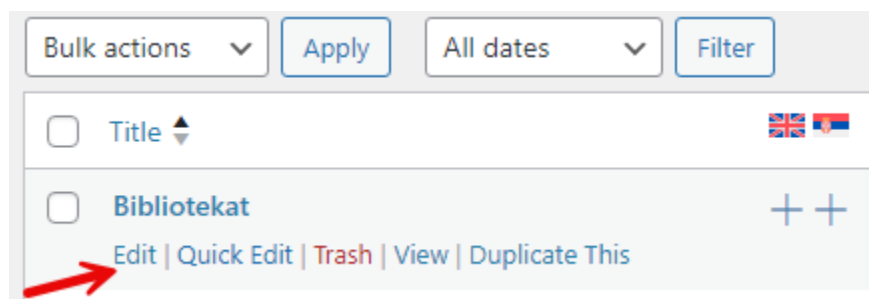 Bulk actions Apply All dates Filter
Title
Bibliotekat
Edit | Quick Edit | Trash | View | Duplicate This